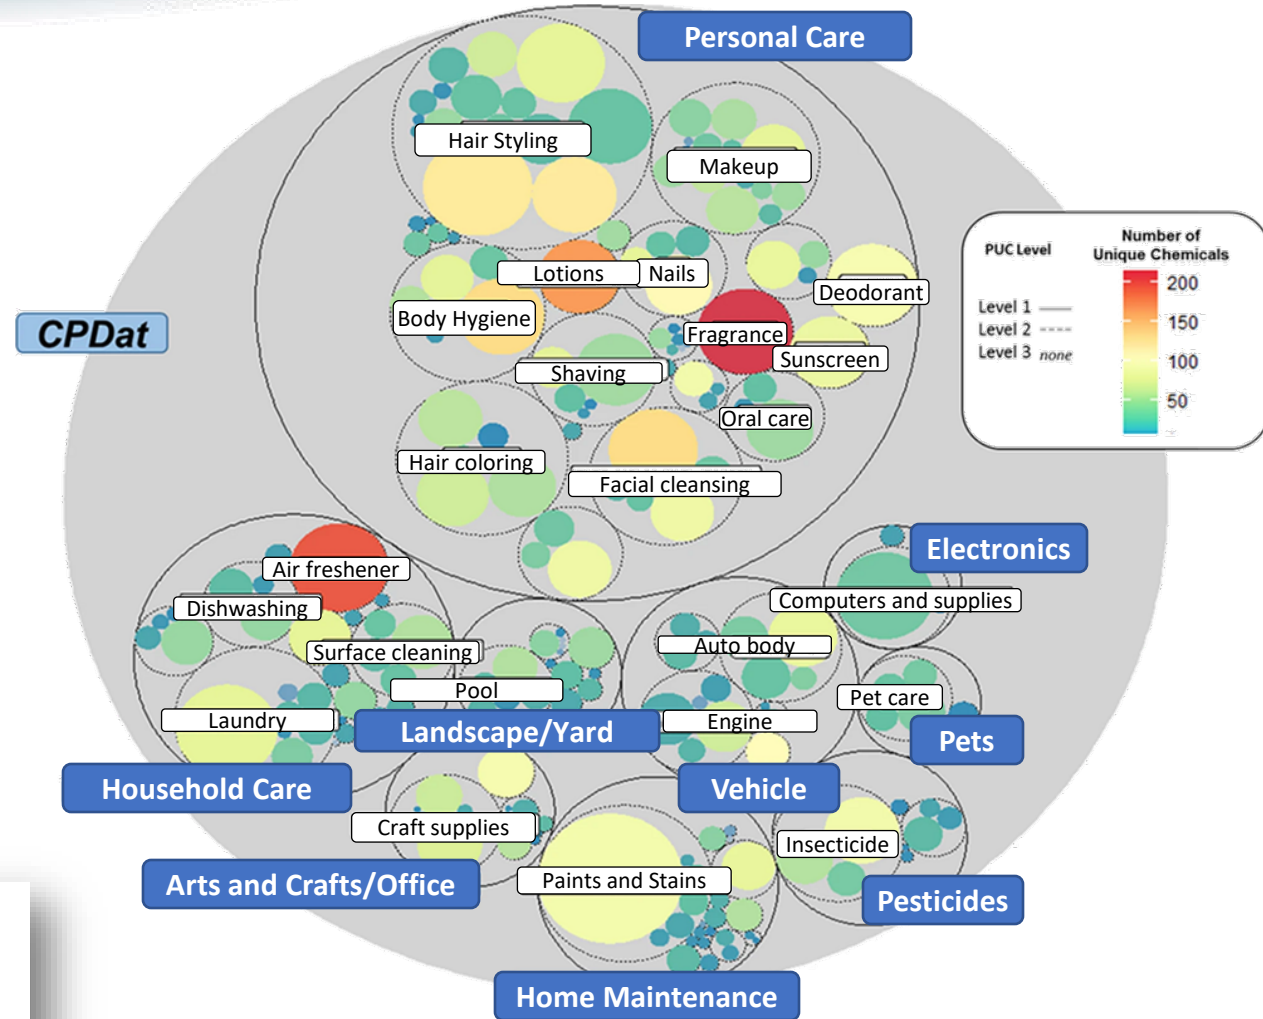 Personal Care
Hair Styling
Makeup
Lotions
Nails
Deodorant
Body Hygiene
Fragrance
Sunscreen
Shaving
Oral care
Hair coloring
Facial cleansing
CPDat
PUC Level
Level 1
Level 2
Level 3 none
Number of
Unique Chemicals
200
150
100
50
Air freshener
Dishwashing
Surface cleaning
Laundry
Household Care
Pool
Landscape/Yard
Electronics
Computers and supplies
Auto body
Engine
Vehicle
Pet care
Pets
Craft supplies
Arts and Crafts/Office
Paints and Stains
Home Maintenance
Insecticide
Pesticides